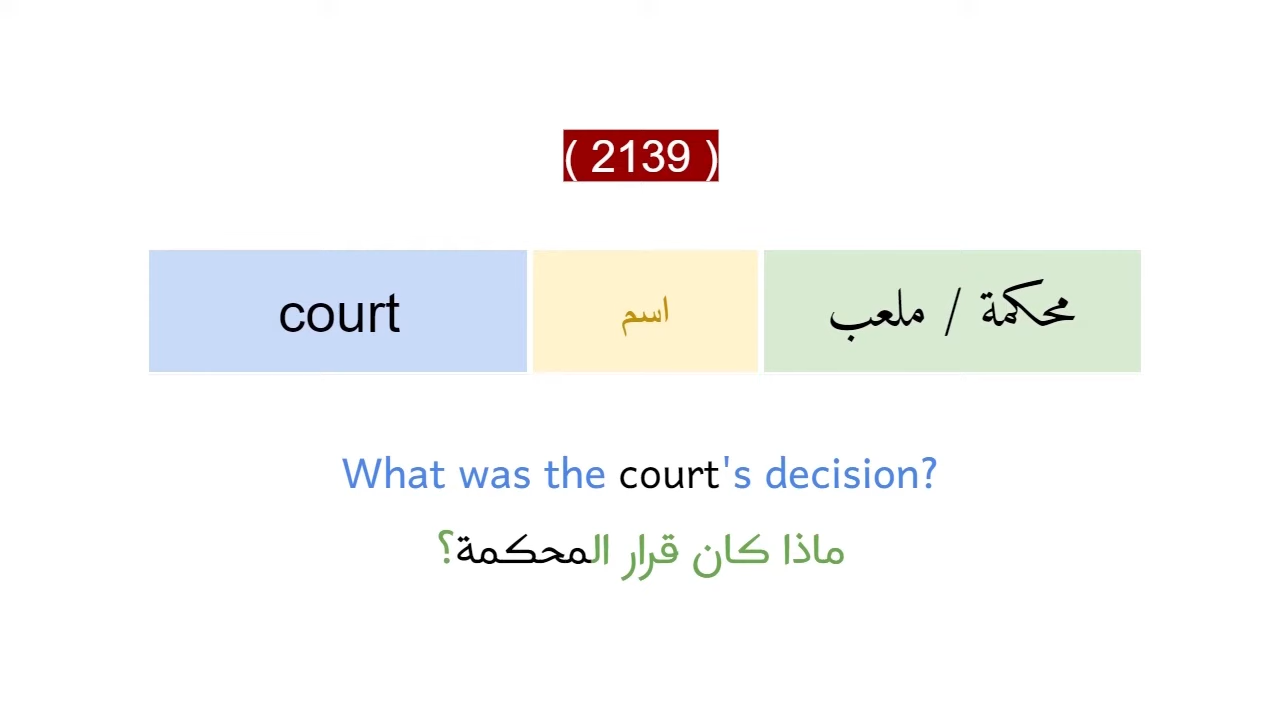 ( 2139 )
court
اسم
محكمة / ملعب
What was the court's decision?
ماذا كان قرار المحكمة؟